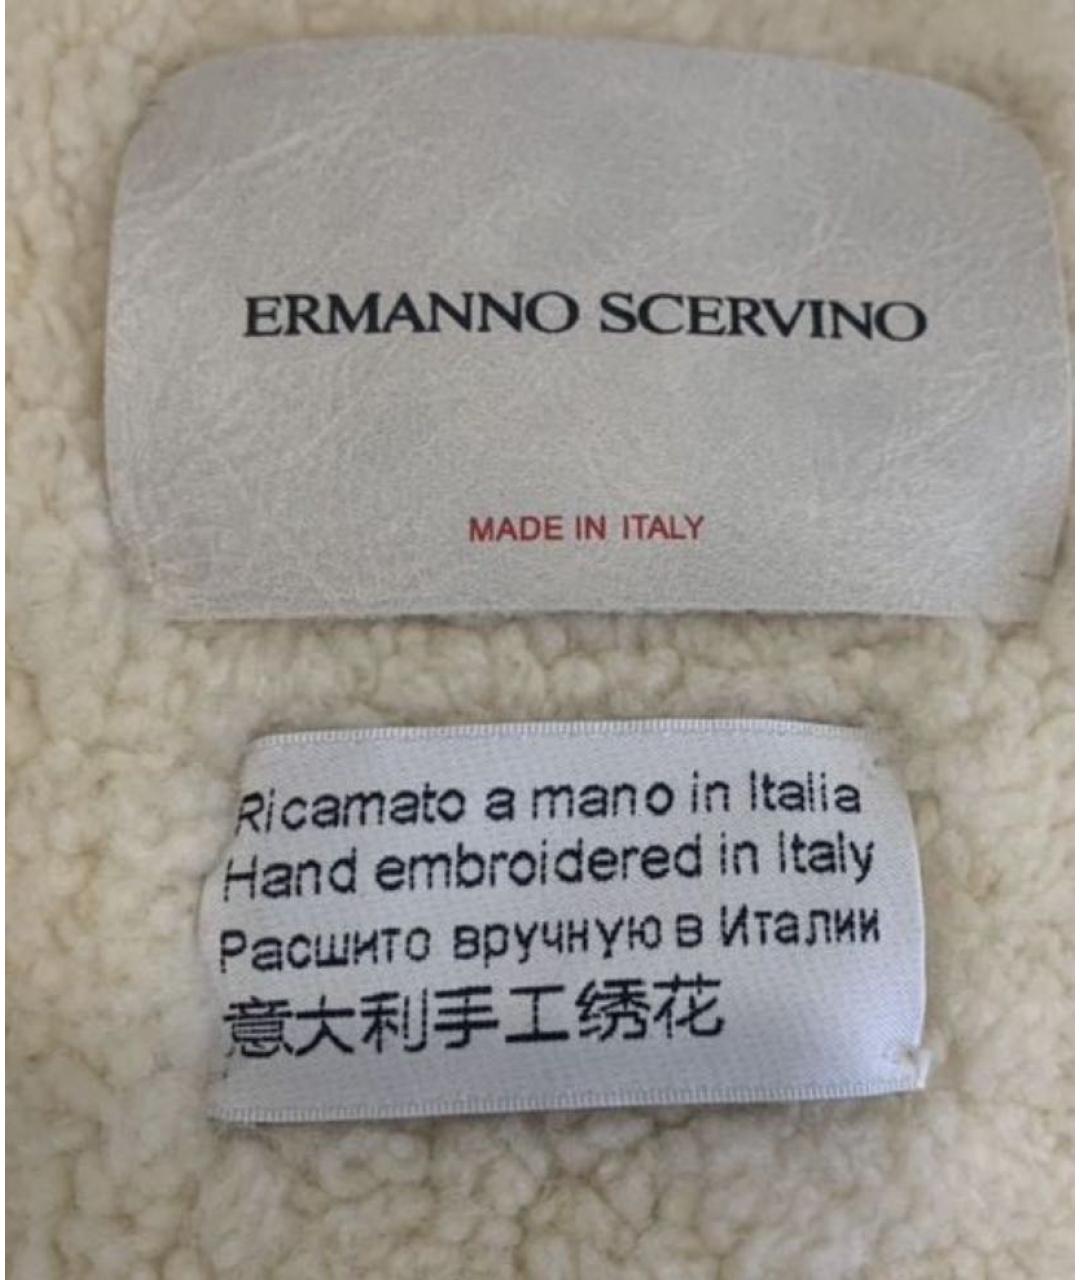 ERMANNO SCERVINO
MADE IN ITALY
Ricamato a mano in Italia
Hand embroidered in Italy
Расшито вручную в Италии
意大利手工绣花